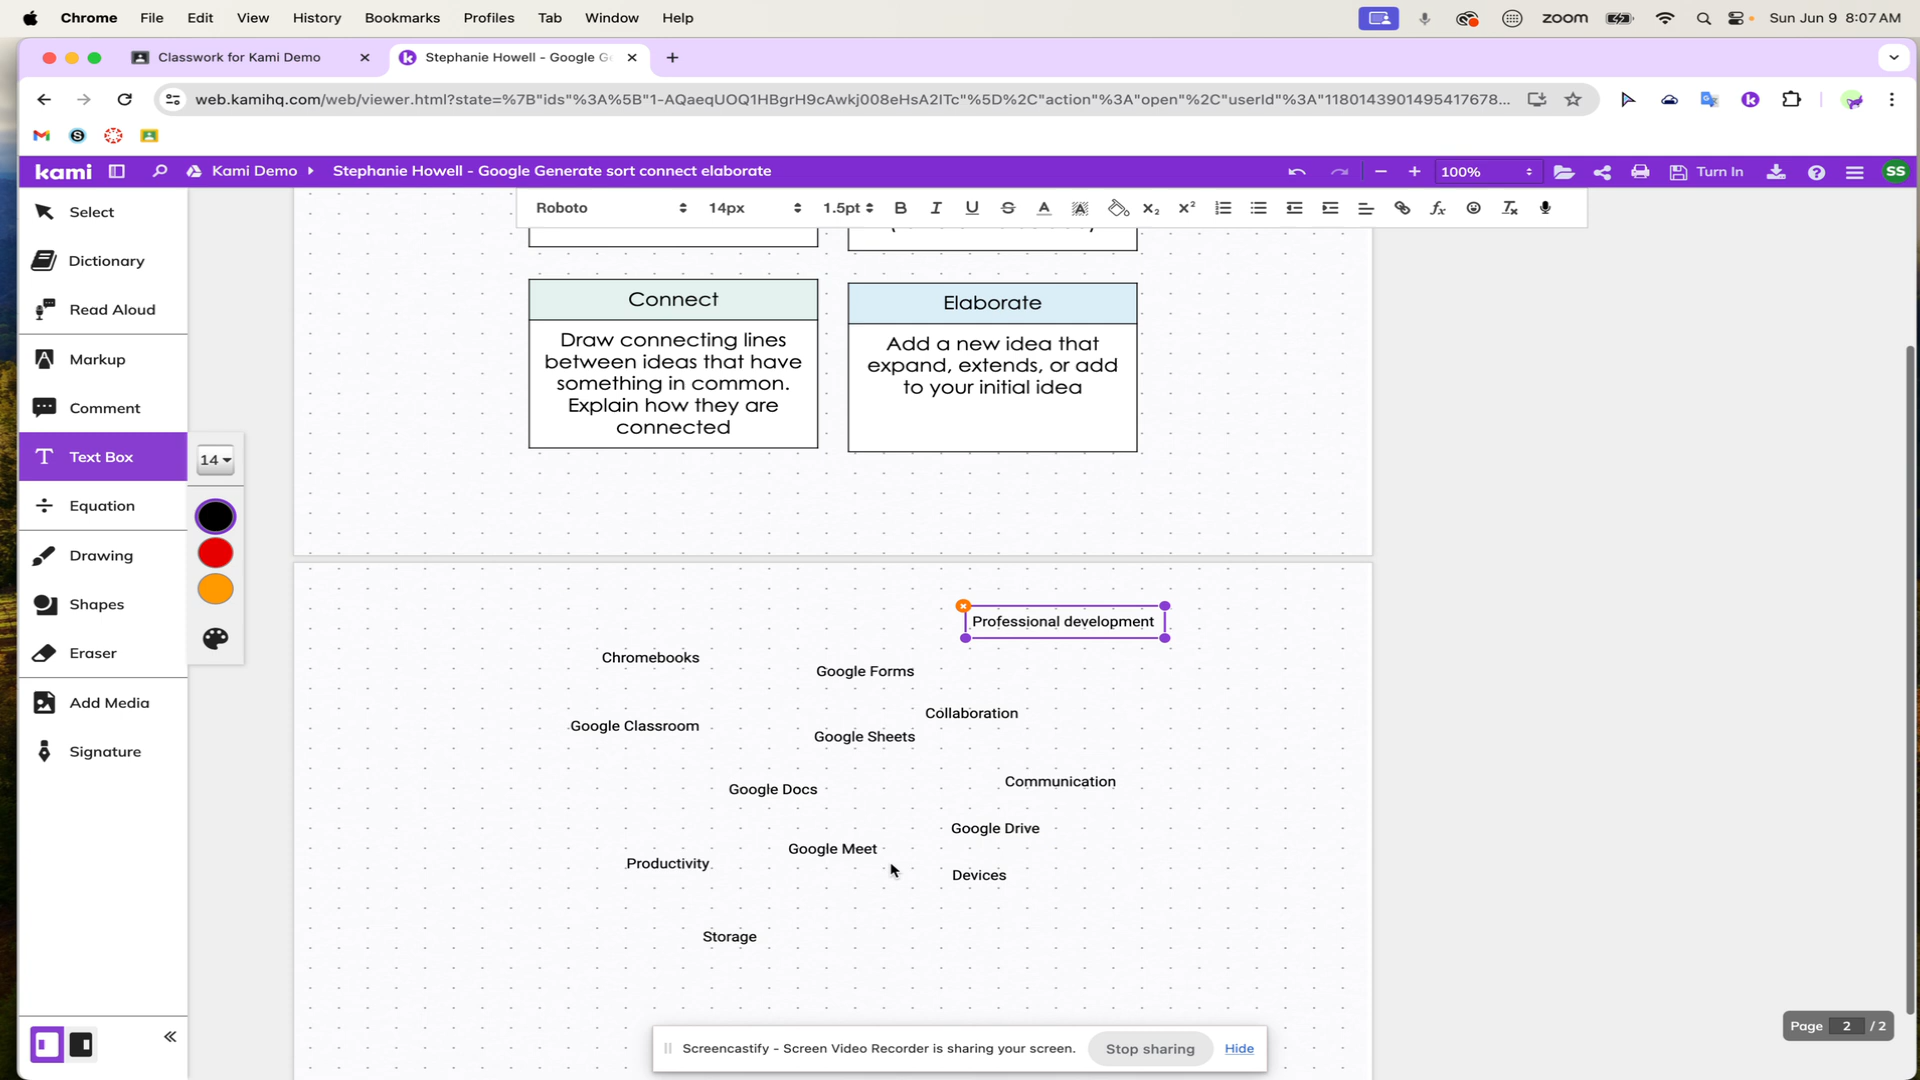 Chrome File Edit View History Bookmarks Profiles Tab Window Help
zoom
Sun Jun 9 8:07 AM
Classwork for Kami Demo
Stephanie Howell - Google G
web.kamihq.com/web/viewer.html?state=%7B"ids"%3A%5B"1-AQaeqUOQ1HBgrH9cAwkj008eHsA2ITc"%5D%2C"action"%3A"open"%2C"userId"%3A"1180143901495417678...
kami
Kami Demo
Stephanie Howell - Google Generate sort connect elaborate
100%
Turn In
SS
Roboto 14px 1.5pt
Select
Dictionary
Read Aloud
Markup
Comment
Text Box
Equation
Drawing
Shapes
Eraser
Add Media
Signature
14
Connect
Draw connecting lines
between ideas that have
something in common.
Explain how they are
connected
Elaborate
Add a new idea that
expand, extends, or add
to your initial idea
Professional development
Chromebooks
Google Forms
Collaboration
Google Classroom
Google Sheets
Communication
Google Docs
Google Drive
Google Meet
Productivity
Devices
Storage
Page 2 / 2
Screencastify - Screen Video Recorder is sharing your screen.
Stop sharing
Hide